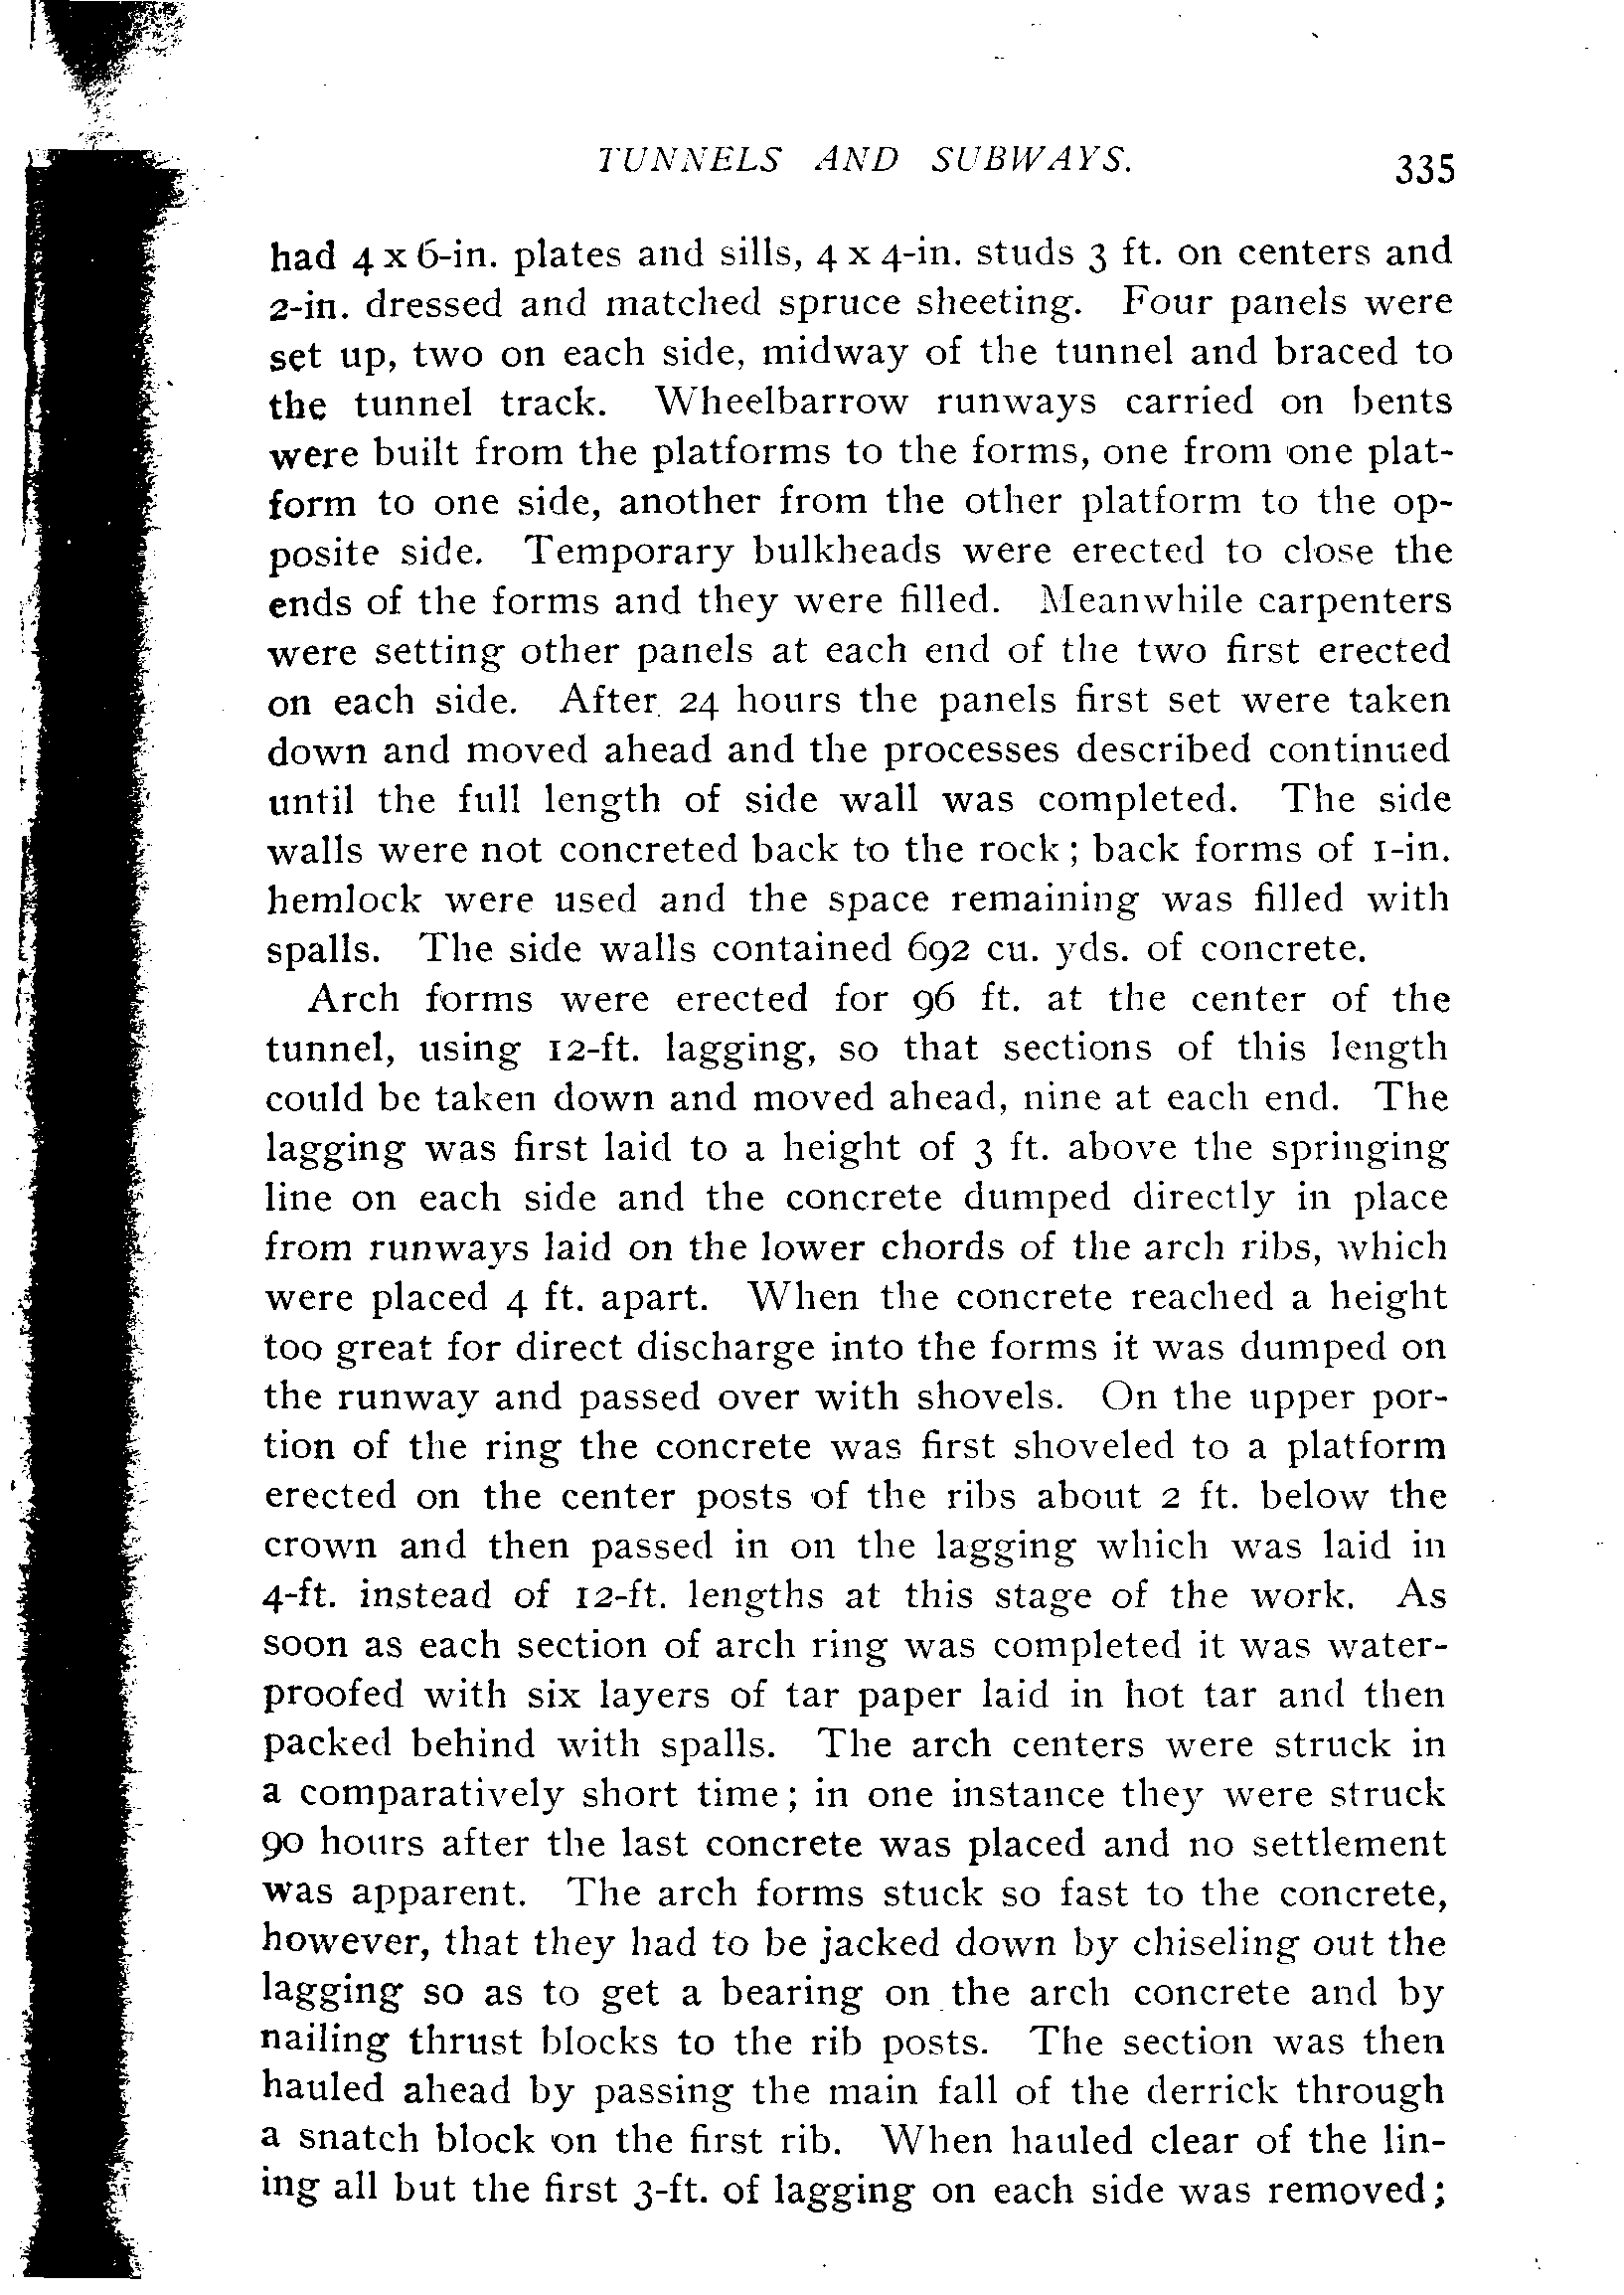 TUNNELS AND SUBWAYS. 335
had 4 x 6-in. plates and sills, 4 x 4-in. studs 3 ft. on centers and
2-in. dressed and matched spruce sheeting. Four panels were
set up, two on each side, midway of the tunnel and braced to
the tunnel track. Wheelbarrow runways carried on bents
were built from the platforms to the forms, one from one plat-
form to one side, another from the other platform to the op-
posite side. Temporary bulkheads were erected to close the
ends of the forms and they were filled. Meanwhile carpenters
were setting other panels at each end of the two first erected
on each side. After 24 hours the panels first set were taken
down and moved ahead and the processes described continued
until the full length of side wall was completed. The side
walls were not concreted back to the rock; back forms of 1-in.
hemlock were used and the space remaining was filled with
spalls. The side walls contained 692 cu. yds. of concrete.
Arch forms were erected for 96 ft. at the center of the
tunnel, using 12-ft. lagging, so that sections of this length
could be taken down and moved ahead, nine at each end. The
lagging was first laid to a height of 3 ft. above the springing
line on each side and the concrete dumped directly in place
from runways laid on the lower chords of the arch ribs, which
were placed 4 ft. apart. When the concrete reached a height
too great for direct discharge into the forms it was dumped on
the runway and passed over with shovels. On the upper por-
tion of the ring the concrete was first shoveled to a platform
erected on the center posts of the ribs about 2 ft. below the
crown and then passed in on the lagging which was laid in
4-ft. instead of 12-ft. lengths at this stage of the work. As
soon as each section of arch ring was completed it was water-
proofed with six layers of tar paper laid in hot tar and then
packed behind with spalls. The arch centers were struck in
a comparatively short time; in one instance they were struck
90 hours after the last concrete was placed and no settlement
was apparent. The arch forms stuck so fast to the concrete,
however, that they had to be jacked down by chiseling out the
lagging so as to get a bearing on the arch concrete and by
nailing thrust blocks to the rib posts. The section was then
hauled ahead by passing the main fall of the derrick through
a snatch block on the first rib. When hauled clear of the lin-
ing all but the first 3-ft. of lagging on each side was removed;